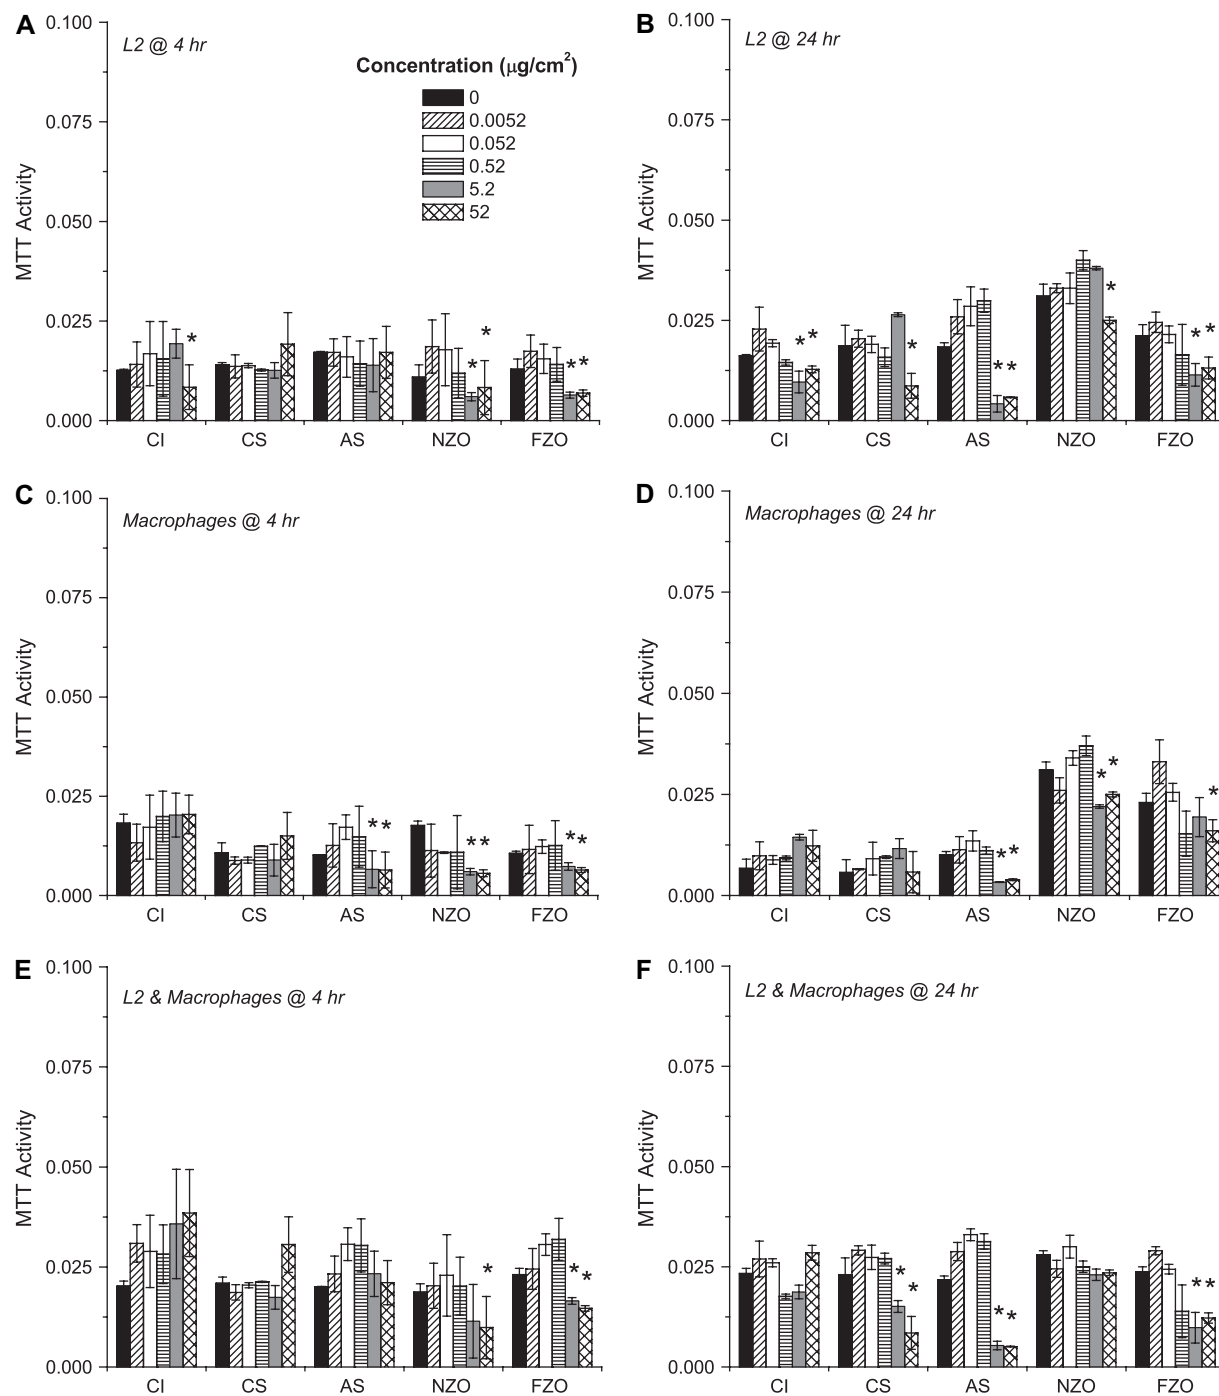 A
L2 @ 4 hr
Concentration (μg/cm²)
0
0.0052
0.052
0.52
5.2
52
MTT Activity
0.100
0.075
0.050
0.025
0.000
*
* *
* *
CI CS AS NZO FZO
B
L2 @ 24 hr
MTT Activity
0.100
0.075
0.050
0.025
0.000
* *
*
* *
*
* *
CI CS AS NZO FZO
C
Macrophages @ 4 hr
MTT Activity
0.100
0.075
0.050
0.025
0.000
* *
* *
* *
CI CS AS NZO FZO
D
Macrophages @ 24 hr
MTT Activity
0.100
0.075
0.050
0.025
0.000
* *
* *
*
CI CS AS NZO FZO
E
L2 & Macrophages @ 4 hr
MTT Activity
0.100
0.075
0.050
0.025
0.000
*
* *
CI CS AS NZO FZO
F
L2 & Macrophages @ 24 hr
MTT Activity
0.100
0.075
0.050
0.025
0.000
* *
* *
* *
CI CS AS NZO FZO